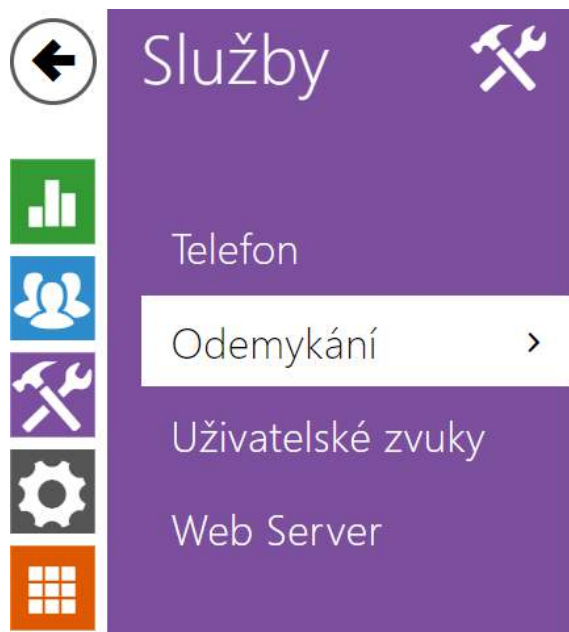 Služby
Telefon
Odemykání
Uživatelské zvuky
Web Server